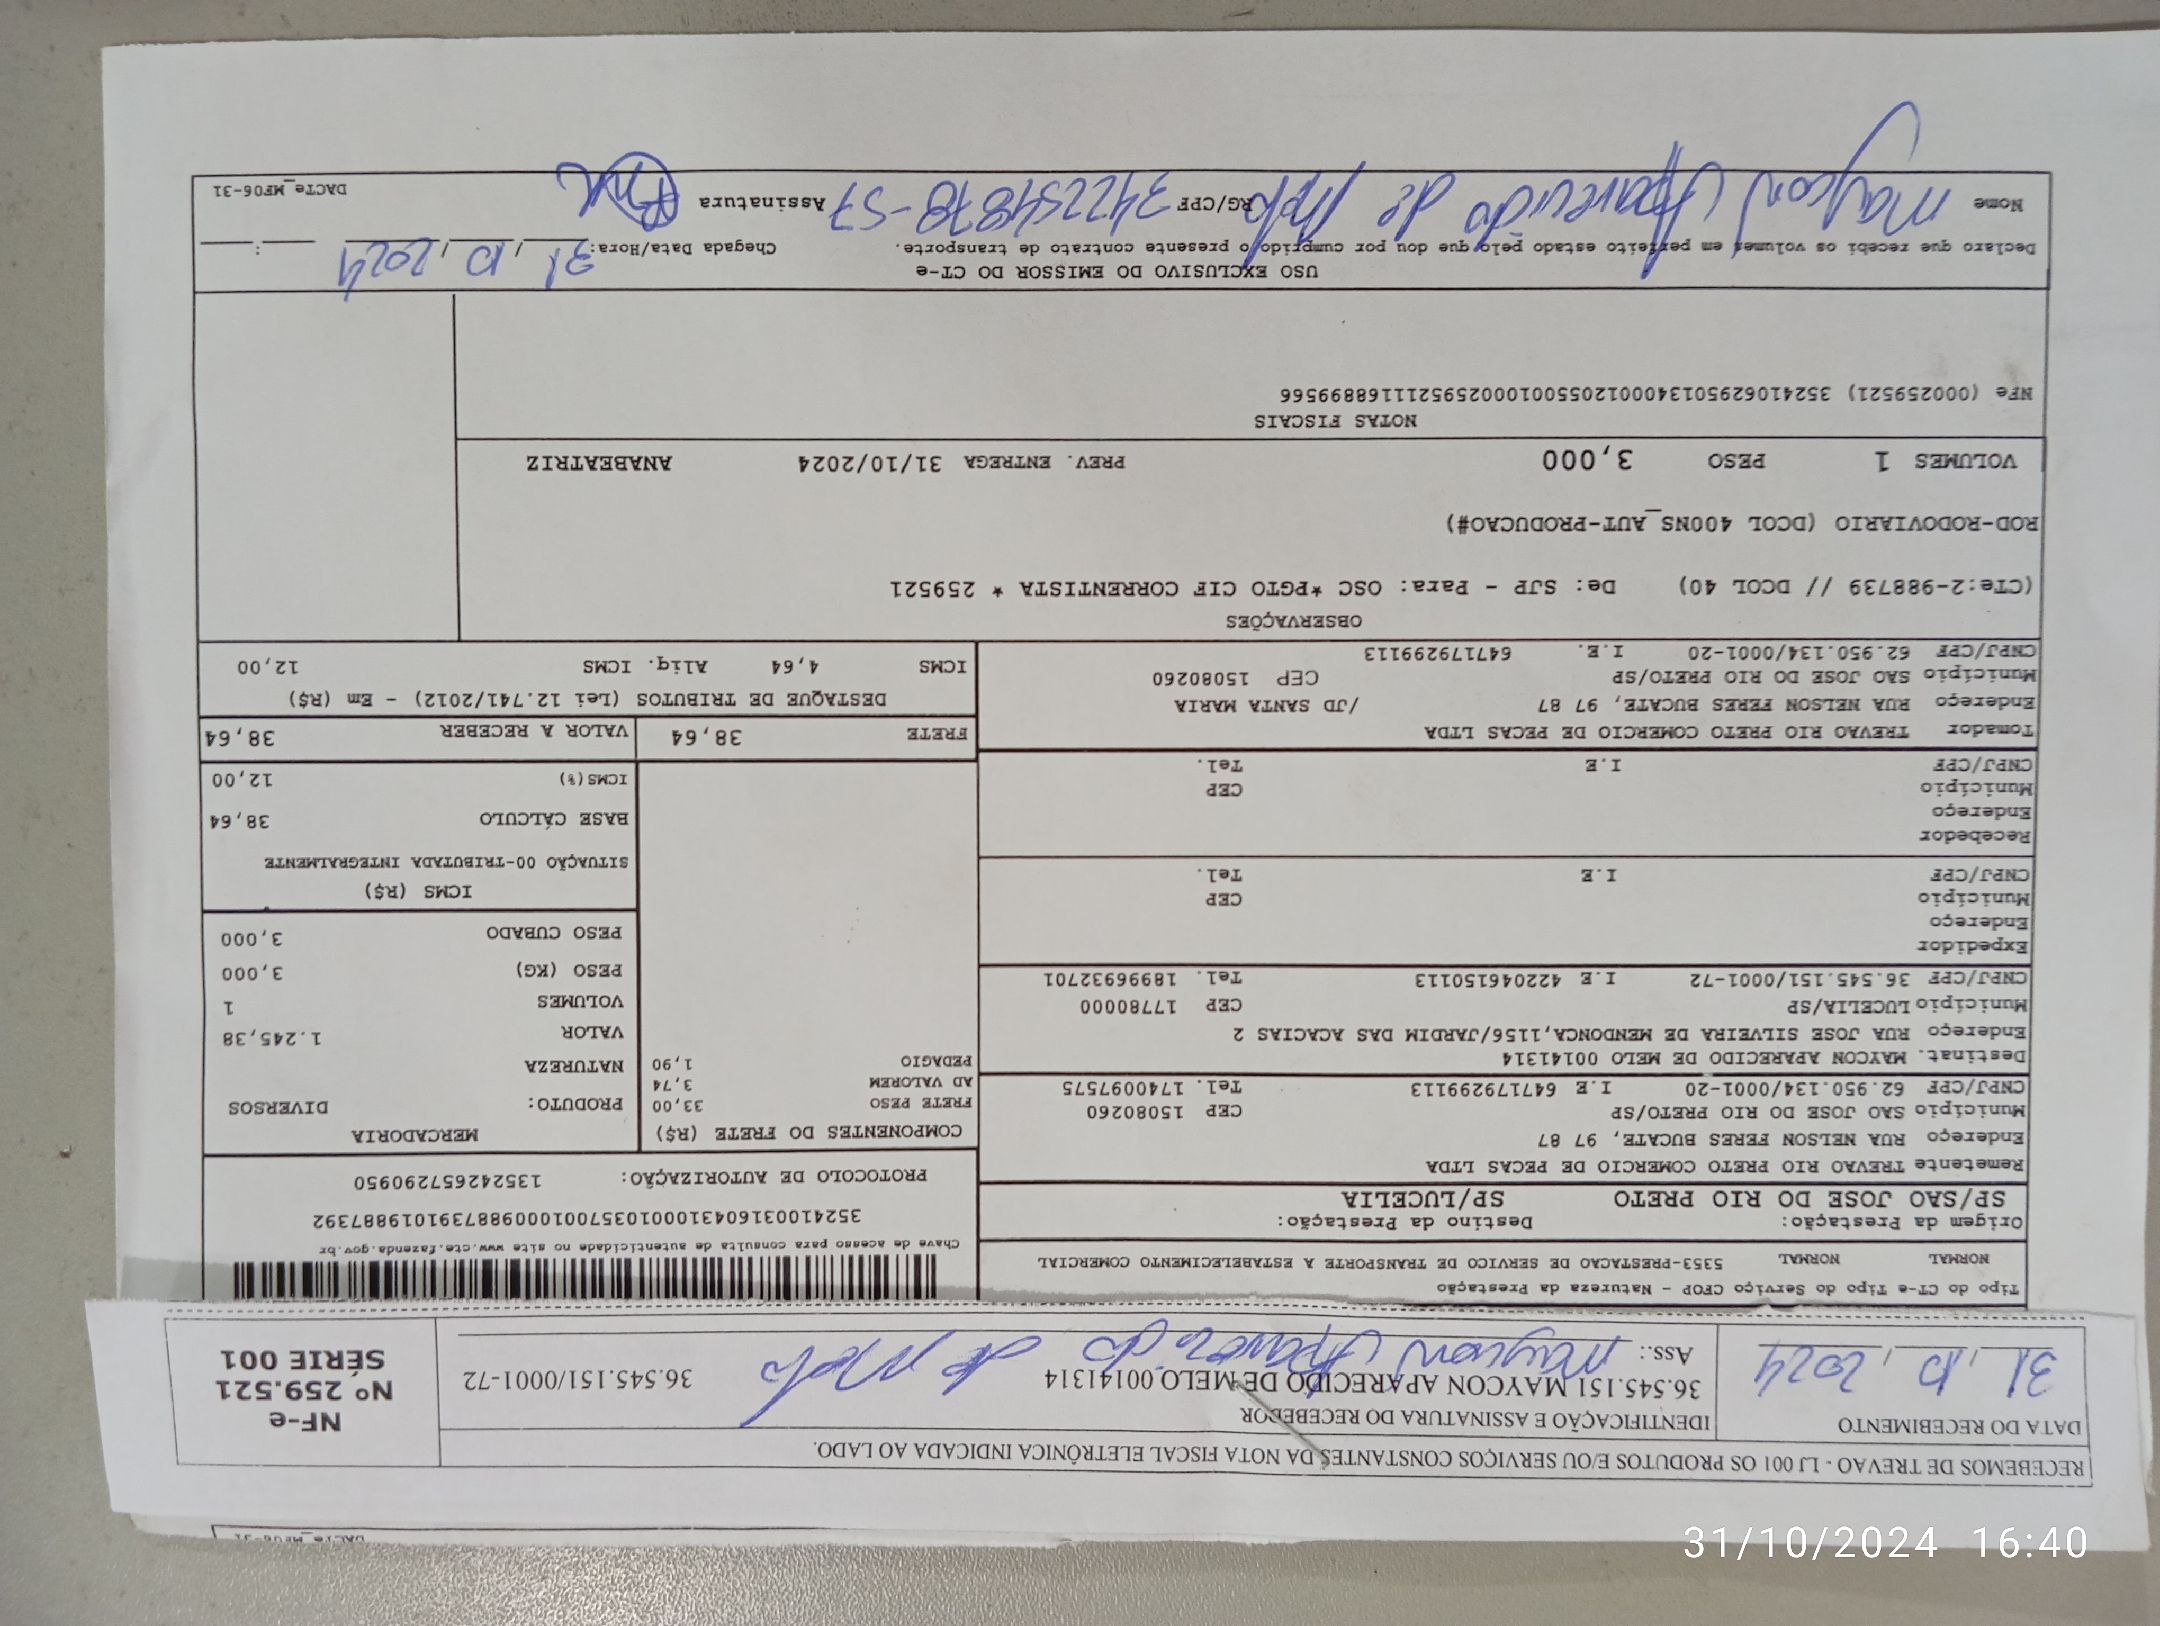 RECEBEMOS DE TREVAO - LJ 001 OS PRODUTOS E/OU SERVIÇOS CONSTANTES DA NOTA FISCAL ELETRÔNICA INDICADA AO LADO.
DATA DO RECEBIMENTO
31, 10, 2024
IDENTIFICAÇÃO E ASSINATURA DO RECEBEDOR
36.545.151 MAYCON APARECIDO DE MELO 00141314 36.545.151/0001-72
Ass.: Maycon Aparecido de Melo
NF-e
Nº 259.521
SÉRIE 001
Tipo do CT-e Tipo do Serviço CFOP - Natureza da Prestação
NORMAL NORMAL 5353-PRESTACAO DE SERVICO DE TRANSPORTE A ESTABELECIMENTO COMERCIAL
Origem da Prestação: Destino da Prestação:
SP/SAO JOSE DO RIO PRETO SP/LUCELIA
Remetente TREVAO RIO PRETO COMERCIO DE PECAS LTDA
Endereço RUA NELSON FERES BUCATE, 97 87
Município SAO JOSE DO RIO PRETO/SP CEP 15080260
CNPJ/CPF 62.950.134/0001-20 I.E 647179299113 Tel. 1740097575
Destinat. MAYCON APARECIDO DE MELO 00141314
Endereço RUA JOSE SILVEIRA DE MENDONCA,1156/JARDIM DAS ACACIAS 2
Município LUCELIA/SP CEP 17780000
CNPJ/CPF 36.545.151/0001-72 I.E 422046150113 Tel. 18996932701
Expedidor
Endereço
Município CEP
CNPJ/CPF I.E Tel.
Recebedor
Endereço
Município CEP
CNPJ/CPF I.E Tel.
Tomador TREVAO RIO PRETO COMERCIO DE PECAS LTDA
Endereço RUA NELSON FERES BUCATE, 97 87 /JD SANTA MARIA
Município SAO JOSE DO RIO PRETO/SP CEP 15080260
CNPJ/CPF 62.950.134/0001-20 I.E. 647179299113
Chave de acesso para consulta de autenticidade no site www.cte.fazenda.gov.br
35241003160431000103570010009887391019887392
PROTOCOLO DE AUTORIZAÇÃO: 135242657290950
COMPONENTES DO FRETE (R$)
FRETE PESO 33,00
AD VALOREM 3,74
PEDAGIO 1,90
MERCADORIA
PRODUTO: DIVERSOS
NATUREZA
VALOR 1.245,38
VOLUMES 1
PESO (KG) 3,000
PESO CUBADO 3,000
ICMS (R$)
SITUAÇÃO 00-TRIBUTADA INTEGRALMENTE
BASE CÁLCULO 38,64
ICMS(%) 12,00
FRETE 38,64 VALOR A RECEBER 38,64
DESTAQUE DE TRIBUTOS (Lei 12.741/2012) - Em (R$)
ICMS 4,64 Aliq. ICMS 12,00
OBSERVAÇÕES
(CTe:2-988739 // DCOL 40) De: SJP - Para: OSC *PGTO CIF CORRENTISTA * 259521
ROD-RODOVIARIO (DCOL 400NS_AUT-PRODUCAO#)
VOLUMES 1 PESO 3,000 PREV. ENTREGA 31/10/2024 ANABEATRIZ
NOTAS FISCAIS
NFe (000259521) 35241062950134000120550010002595211116889956​6
USO EXCLUSIVO DO EMISSOR DO CT-e
Declaro que recebi os volumes em perfeito estado pelo que dou por cumprido o presente contrato de transporte. Chegada Data/Hora: 31, 10, 2024 :
Nome Maycon Aparecido de Melo RG/CPF 342254878-57 Assinatura
DACTe_MF06-31
DACTe_MF06-31
31/10/2024 16:40